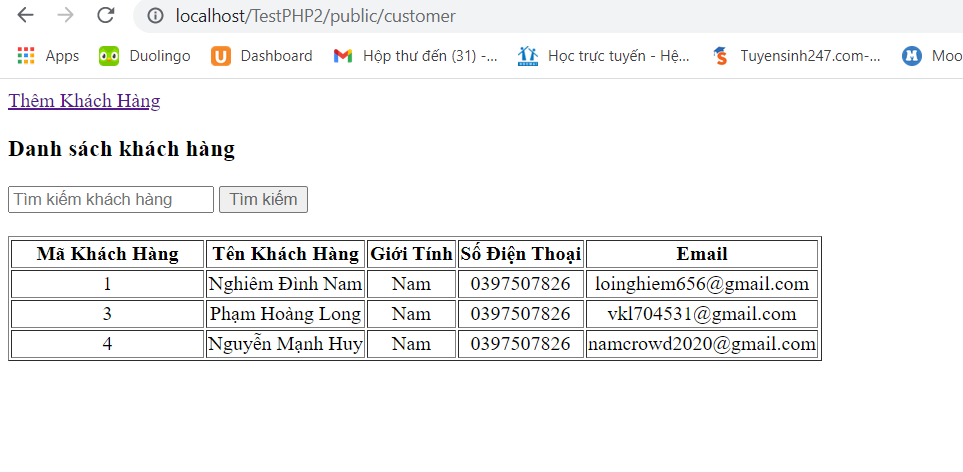 localhost/TestPHP2/public/customer
Apps Duolingo Dashboard Hộp thư đến (31) -... Học trực tuyến - Hệ... Tuyensinh247.com-... Moo
Thêm Khách Hàng
Danh sách khách hàng
Tìm kiếm khách hàng Tìm kiếm
Mã Khách Hàng Tên Khách Hàng Giới Tính Số Điện Thoại Email
1 Nghiêm Đình Nam Nam 0397507826 loinghiem656@gmail.com
3 Phạm Hoàng Long Nam 0397507826 vkl704531@gmail.com
4 Nguyễn Mạnh Huy Nam 0397507826 namcrowd2020@gmail.com